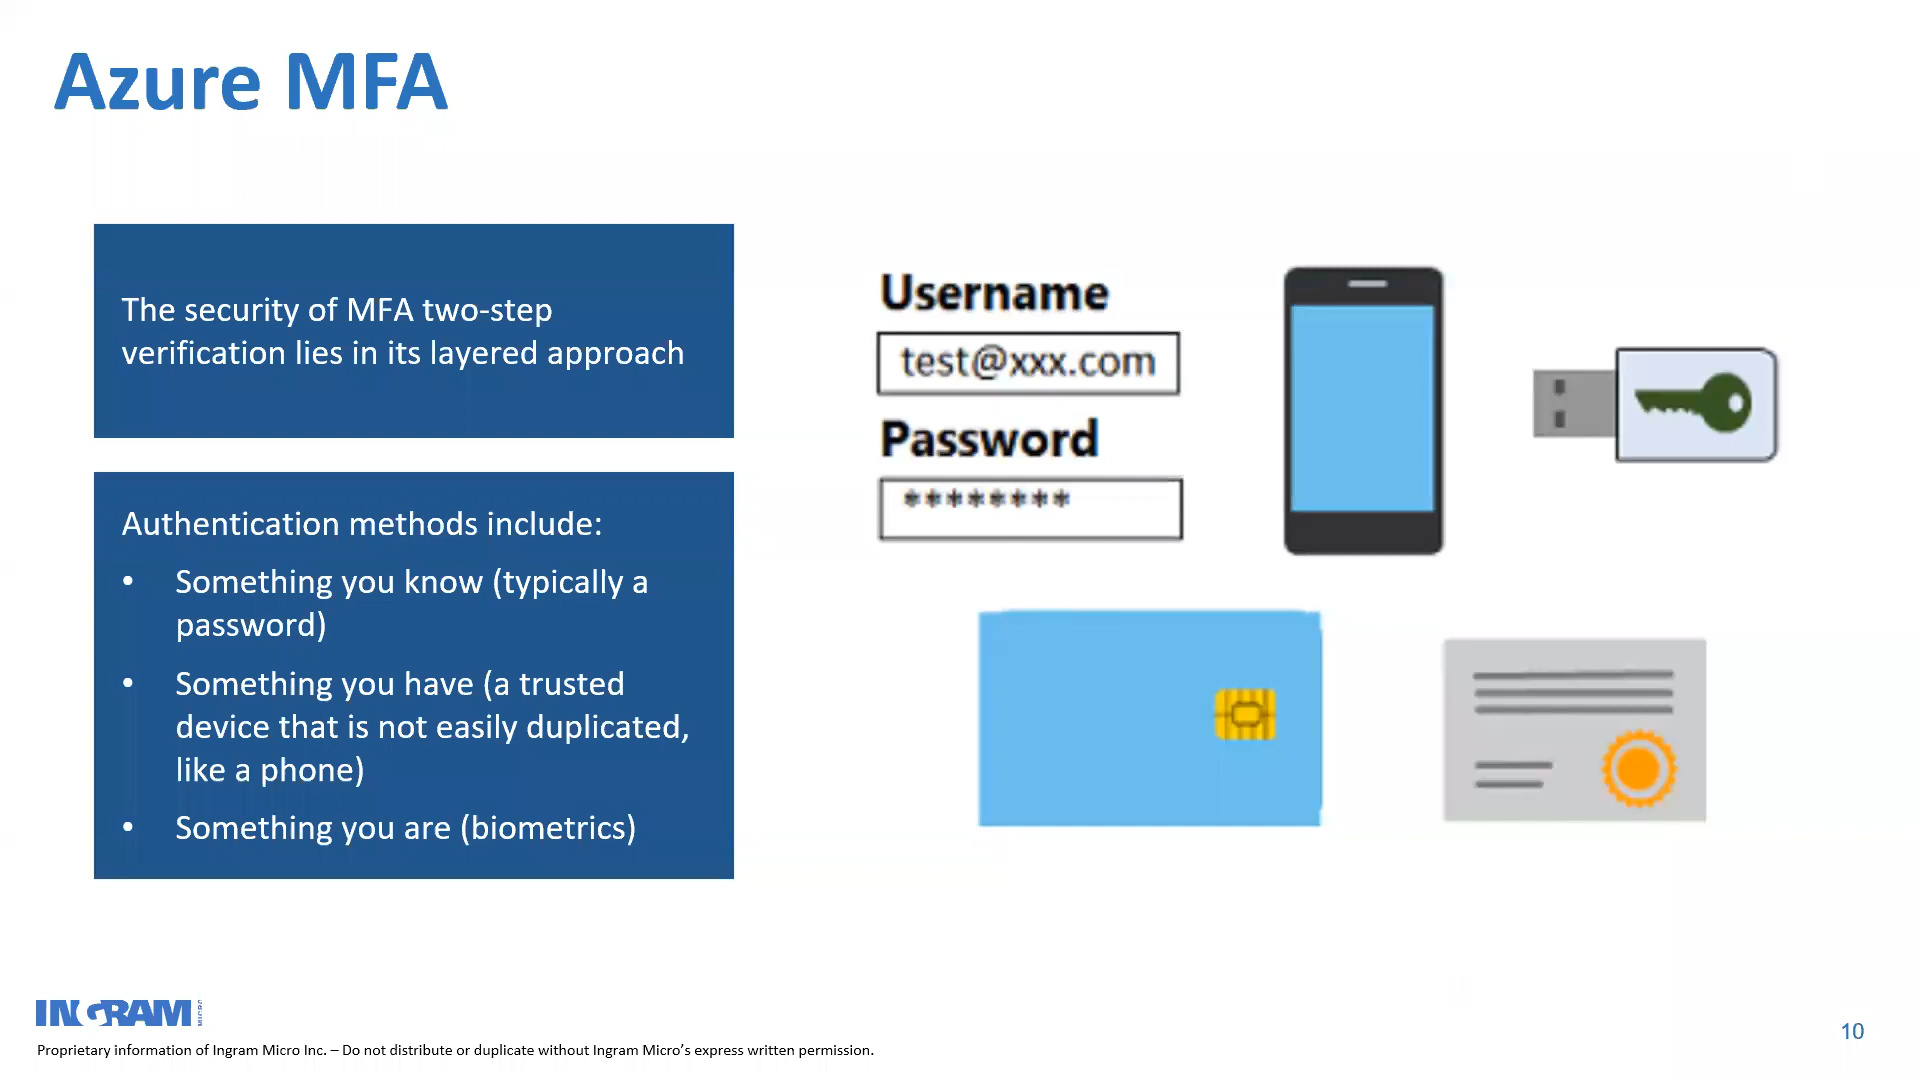 Azure MFA
The security of MFA two-step
verification lies in its layered approach
Authentication methods include:
• Something you know (typically a
password)
• Something you have (a trusted
device that is not easily duplicated,
like a phone)
• Something you are (biometrics)
Username
test@xxx.com
Password
********
INGRAM MICRO
Proprietary information of Ingram Micro Inc. – Do not distribute or duplicate without Ingram Micro’s express written permission.
10